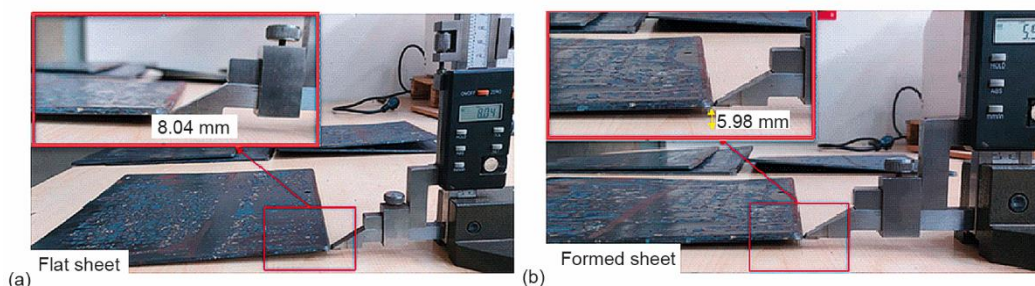 8.04 mm
ON/OFF
ZERO
8.04
Flat sheet
(a)
5.98 mm
HOLD
ABS
mm/in
Formed sheet
(b)